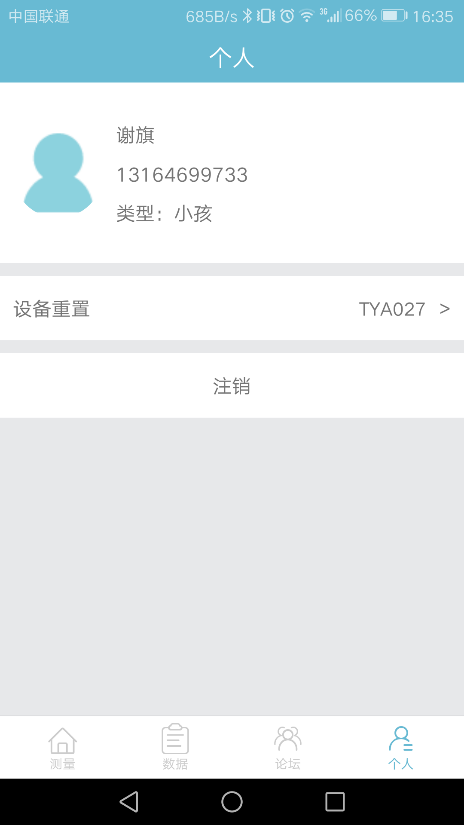 中国联通 685B/s 3G 66% 16:35
个人
谢旗
13164699733
类型：小孩
设备重置 TYA027 >
注销
测量 数据 论坛 个人